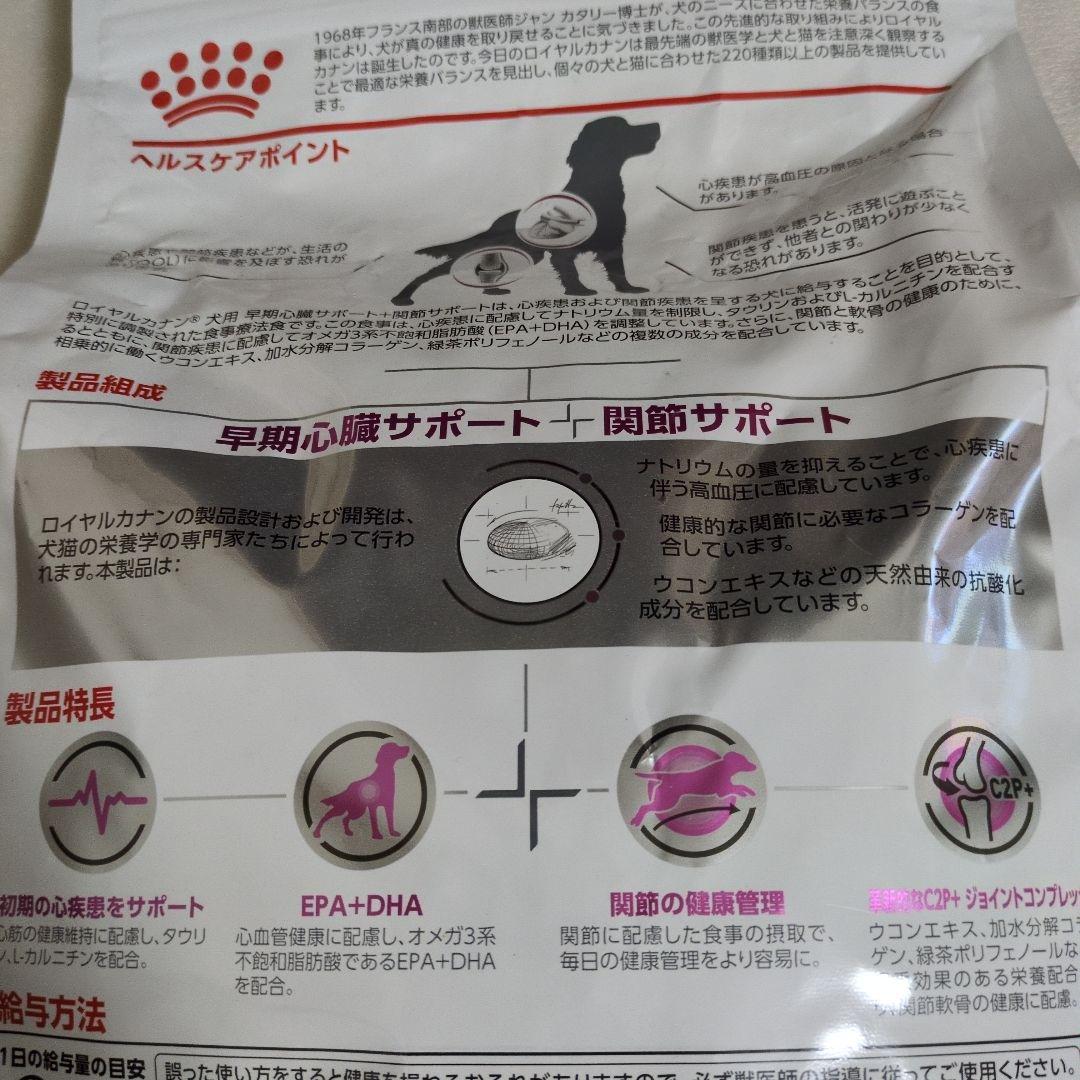 1968年フランス南部の獣医師ジャン カタリー博士が、犬のニーズに合わせた栄養バランスの食
事により、犬が真の健康を取り戻せることに気づきました。この先進的な取り組みによりロイヤル
カナンは誕生したのです。今日のロイヤルカナンは最先端の獣医学と犬と猫を注意深く観察する
ことで最適な栄養バランスを見出し、個々の犬と猫に合わせた220種類以上の製品を提供してい
ます。
ヘルスケアポイント
心疾患が高血圧の原因となる場合
があります。
関節疾患を患うと、活発に遊ぶこと
ができず、他者との関わりが少なく
なる恐れがあります。
疾患などが、生活の
(QOL)に影響を及ぼす恐れが
ロイヤルカナン® 犬用 早期心臓サポート+関節サポートは、心疾患および関節疾患を呈する犬に給与することを目的として、
特別に調製された食事療法食です。この食事は、心疾患に配慮してナトリウム量を制限し、タウリンおよびL-カルニチンを配合す
るとともに、関節疾患に配慮してオメガ3系不飽和脂肪酸(EPA+DHA)を調整しています。さらに、関節と軟骨の健康のために、
相乗的に働くウコンエキス、加水分解コラーゲン、緑茶ポリフェノールなどの複数の成分を配合しています。
製品組成
早期心臓サポート 関節サポート
ロイヤルカナンの製品設計および開発は、
犬猫の栄養学の専門家たちによって行わ
れます。本製品は:
ナトリウムの量を抑えることで、心疾患に
伴う高血圧に配慮しています。
健康的な関節に必要なコラーゲンを配
合しています。
ウコンエキスなどの天然由来の抗酸化
成分を配合しています。
製品特長
C2P+
初期の心疾患をサポート
心筋の健康維持に配慮し、タウリ
ン、L-カルニチンを配合。
EPA+DHA
心血管健康に配慮し、オメガ3系
不飽和脂肪酸であるEPA+DHA
を配合。
関節の健康管理
関節に配慮した食事の摂取で、
毎日の健康管理をより容易に。
なC2P+ ジョイントコンプレッ
ウコンエキス、加水分解コラ
ゲン、緑茶ポリフェノールな
効果のある栄養配合
関節軟骨の健康に配慮。
給与方法
1日の給与量の目安
誤った使い方をすると健康を損ねるおそれがありますので、必ず獣医師の指導に従ってご使用ください。